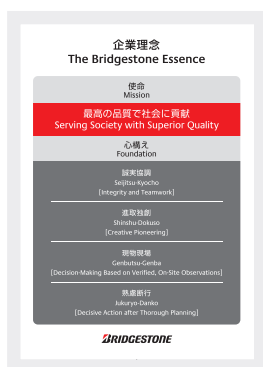 企業理念
The Bridgestone Essence
使命
Mission
最高の品質で社会に貢献
Serving Society with Superior Quality
心構え
Foundation
誠実協調
Seijitsu-Kyocho
[Integrity and Teamwork]
進取独創
Shinshu-Dokuso
[Creative Pioneering]
現物現場
Genbutsu-Genba
[Decision-Making Based on Verified, On-Site Observations]
熟慮断行
Jukuryo-Danko
[Decisive Action after Thorough Planning]
BRIDGESTONE